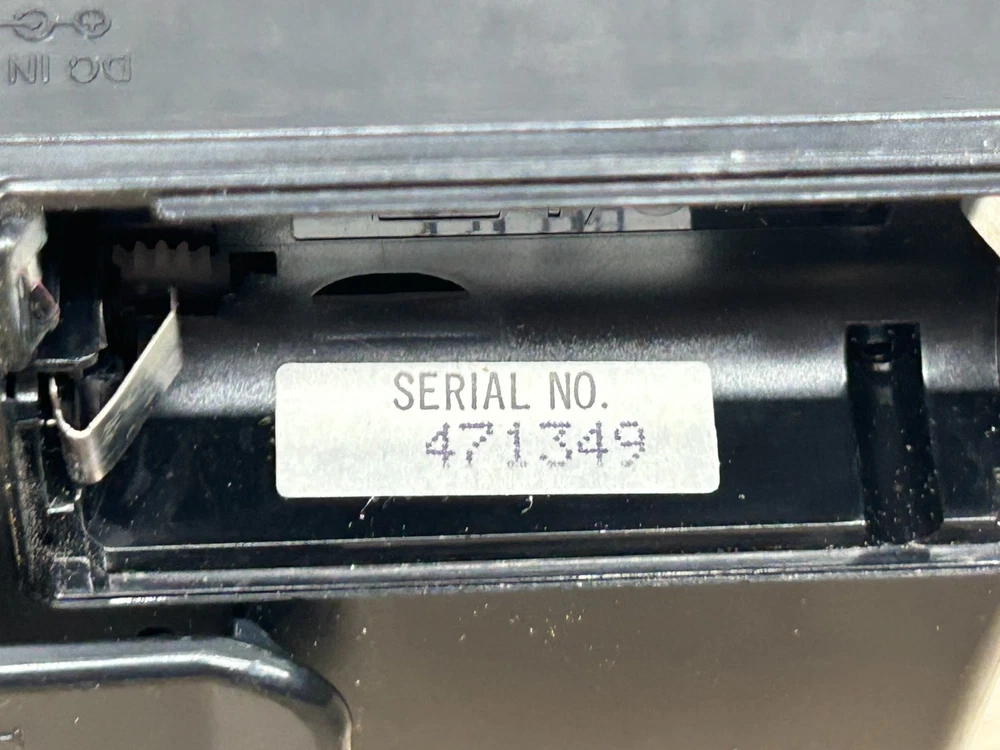 DC IN
SERIAL NO.
471349